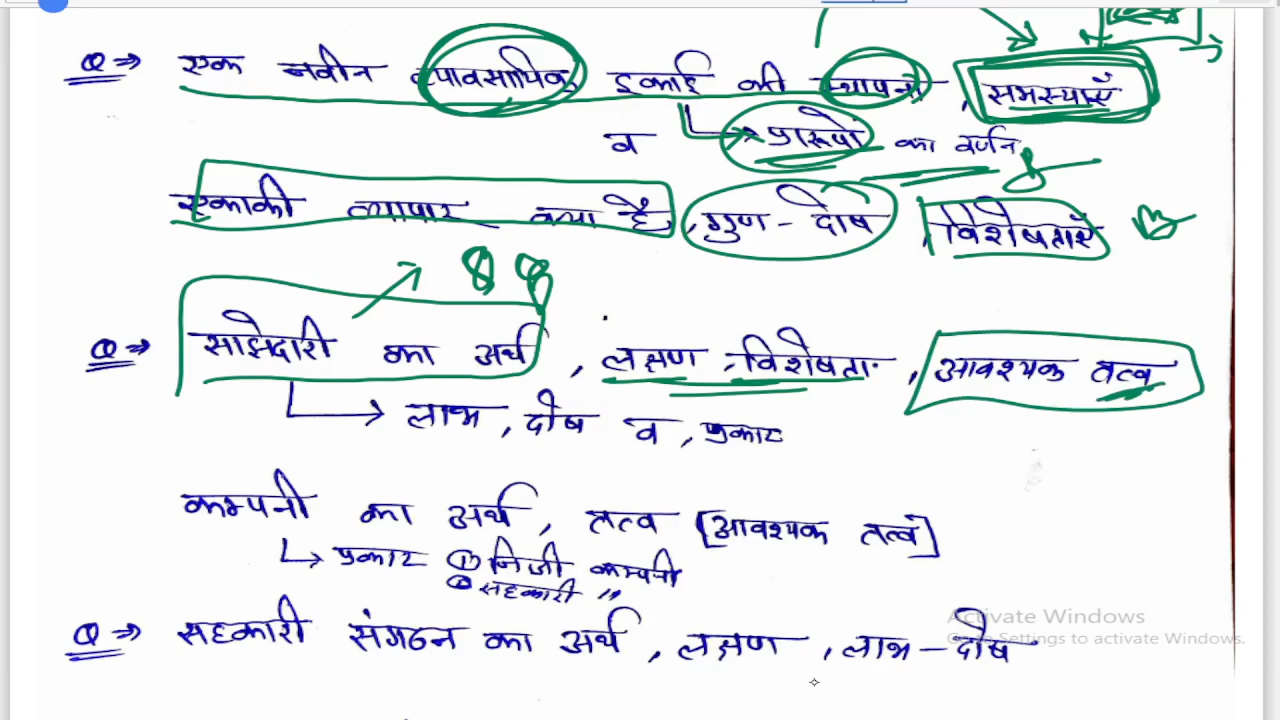 Q ⇒ एक नवीन व्यावसायिक इकाई की स्थापना, समस्याएँ
व → प्रारूपों का वर्णन
एकाकी व्यापार क्या है, गुण - दोष, विशेषताएँ
Q ⇒ साझेदारी का अर्थ, लक्षण, विशेषता, आवश्यक तत्व
→ लाभ, दोष व, प्रकार
कम्पनी का अर्थ, तत्व [आवश्यक तत्व]
→ प्रकार ① निजी कम्पनी
② सहकारी "
Activate Windows
Go to Settings to activate Windows.
Q ⇒ सहकारी संगठन का अर्थ, लक्षण, लाभ - दोष